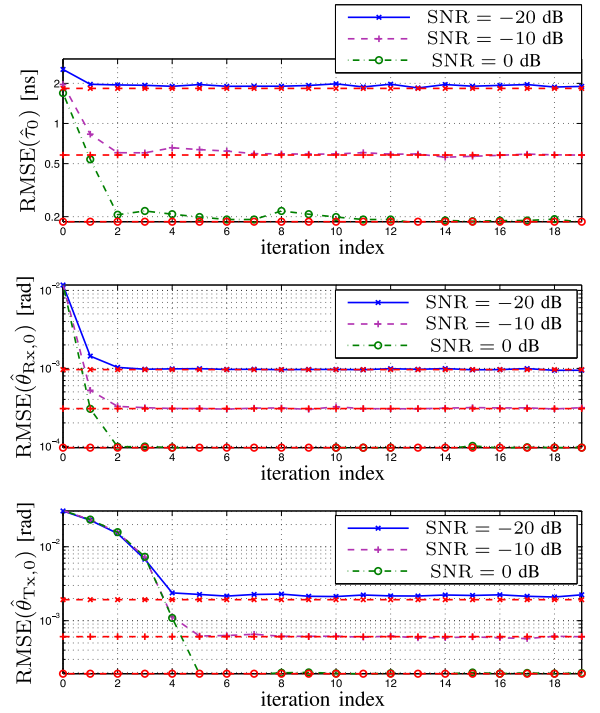 SNR = −20 dB
SNR = −10 dB
SNR = 0 dB
RMSE(τ̂0) [ns]
2
1
0.5
0.2
0 2 4 6 8 10 12 14 16 18
iteration index
SNR = −20 dB
SNR = −10 dB
SNR = 0 dB
RMSE(θ̂Rx,0) [rad]
10−2
10−3
10−4
0 2 4 6 8 10 12 14 16 18
iteration index
SNR = −20 dB
SNR = −10 dB
SNR = 0 dB
RMSE(θ̂Tx,0) [rad]
10−2
10−3
0 2 4 6 8 10 12 14 16 18
iteration index